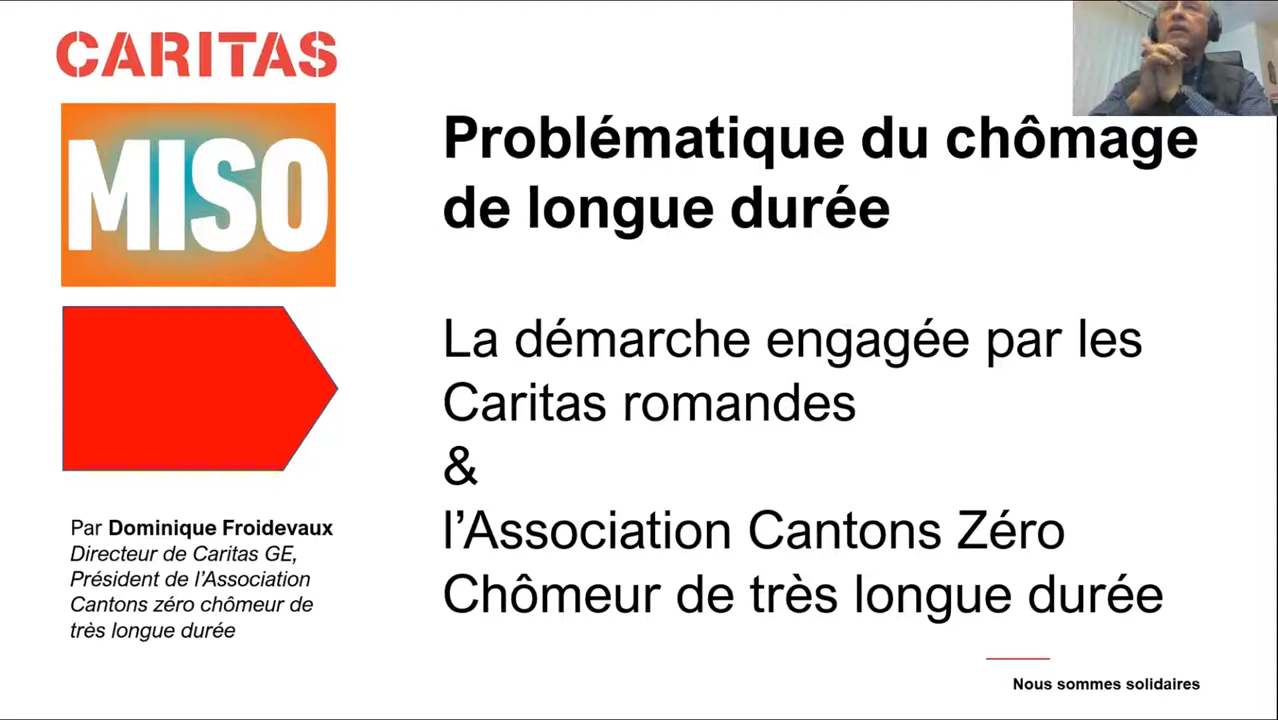 CARITAS
MISO
Problématique du chômage
de longue durée
La démarche engagée par les
Caritas romandes
&
l’Association Cantons Zéro
Chômeur de très longue durée
Par Dominique Froidevaux
Directeur de Caritas GE,
Président de l’Association
Cantons zéro chômeur de
très longue durée
Nous sommes solidaires